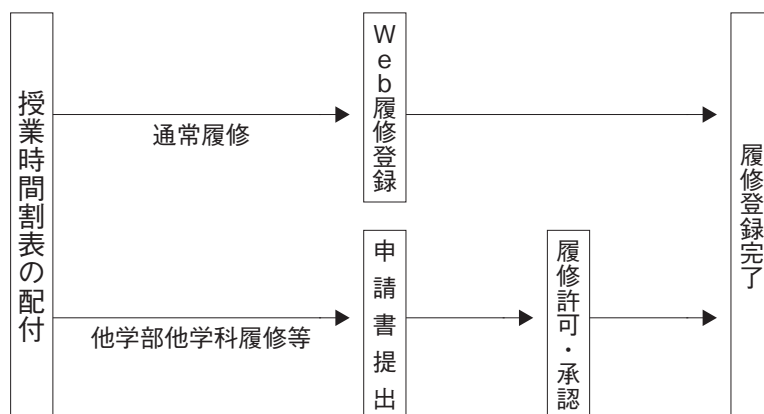 授業時間割表の配付
通常履修
Web履修登録
他学部他学科履修等
申請書提出
履修許可・承認
履修登録完了